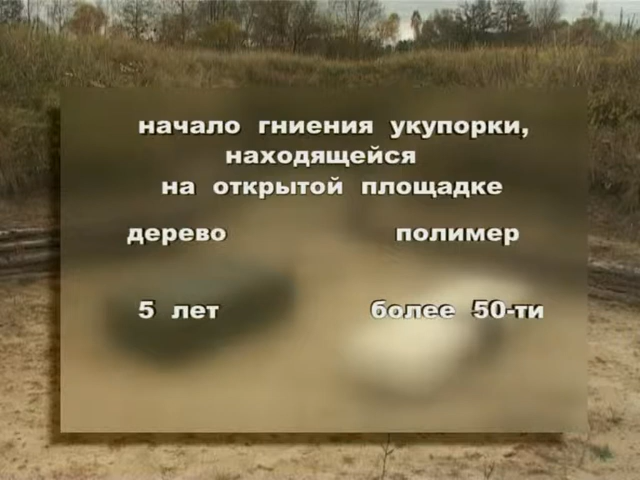 начало гниения укупорки,
находящейся
на открытой площадке
дерево полимер
5 лет более 50-ти